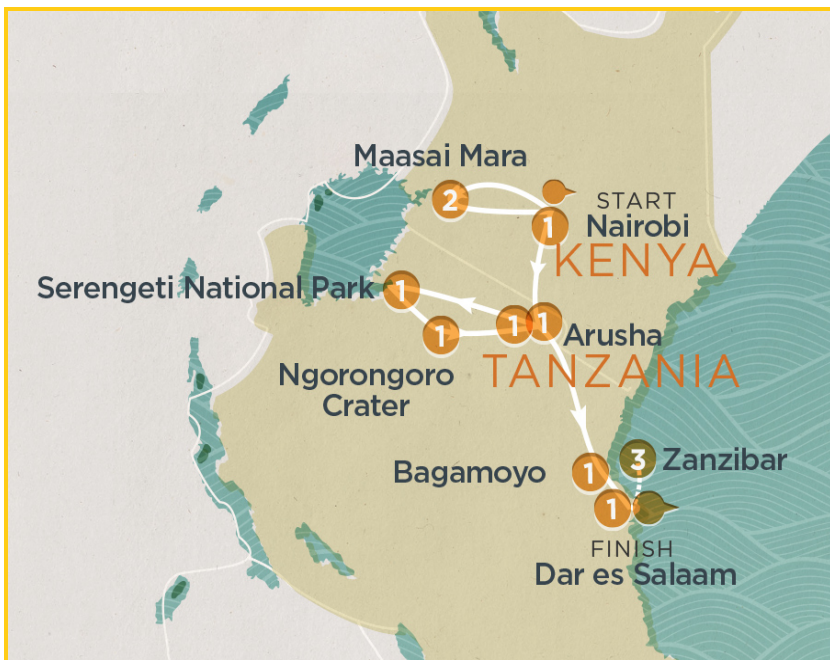 Maasai Mara
2
START
1
Nairobi
KENYA
Serengeti National Park
1
1
1
1
Arusha
TANZANIA
Ngorongoro
Crater
Bagamoyo
1
3
Zanzibar
1
FINISH
Dar es Salaam